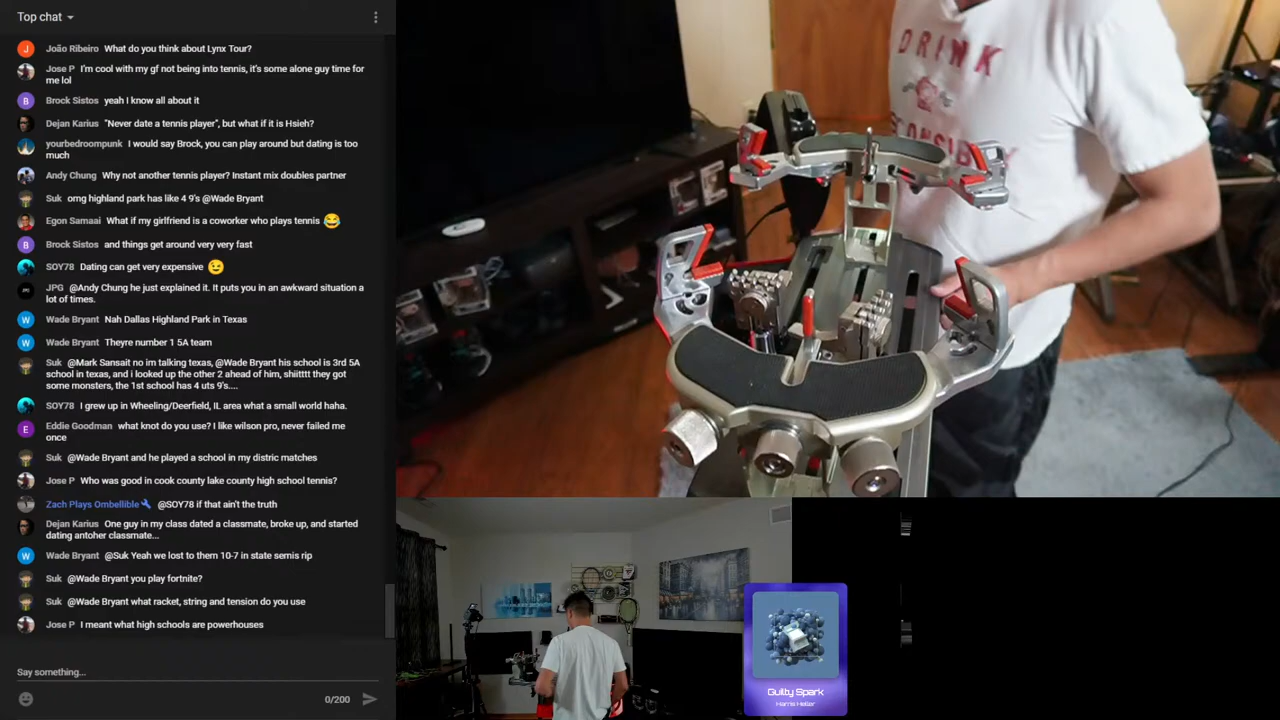 Top chat
João Ribeiro What do you think about Lynx Tour?
Jose P I'm cool with my gf not being into tennis, it's some alone guy time for
me lol
Brock Sistos yeah I know all about it
Dejan Karius "Never date a tennis player", but what if it is Hsieh?
yourbedroompunk I would say Brock, you can play around but dating is too
much
Andy Chung Why not another tennis player? Instant mix doubles partner
Suk omg highland park has like 4 9's @Wade Bryant
Egon Samaai What if my girlfriend is a coworker who plays tennis 😂
Brock Sistos and things get around very very fast
SOY78 Dating can get very expensive 😉
JPG @Andy Chung he just explained it. It puts you in an awkward situation a
lot of times.
Wade Bryant Nah Dallas Highland Park in Texas
Wade Bryant Theyre number 1 5A team
Suk @Mark Sansait no im talking texas, @Wade Bryant his school is 3rd 5A
school in texas, and i looked up the other 2 ahead of him, shiitttt they got
some monsters, the 1st school has 4 uts 9's....
SOY78 I grew up in Wheeling/Deerfield, IL area what a small world haha.
Eddie Goodman what knot do you use? I like wilson pro, never failed me
once
Suk @Wade Bryant and he played a school in my distric matches
Jose P Who was good in cook county lake county high school tennis?
Zach Plays Ombellible @SOY78 if that ain't the truth
Dejan Karius One guy in my class dated a classmate, broke up, and started
dating antoher classmate...
Wade Bryant @Suk Yeah we lost to them 10-7 in state semis rip
Suk @Wade Bryant you play fortnite?
Suk @Wade Bryant what racket, string and tension do you use
Jose P I meant what high schools are powerhouses
Say something...
0/200
DRINK
Guilty Spark
Harris Heller